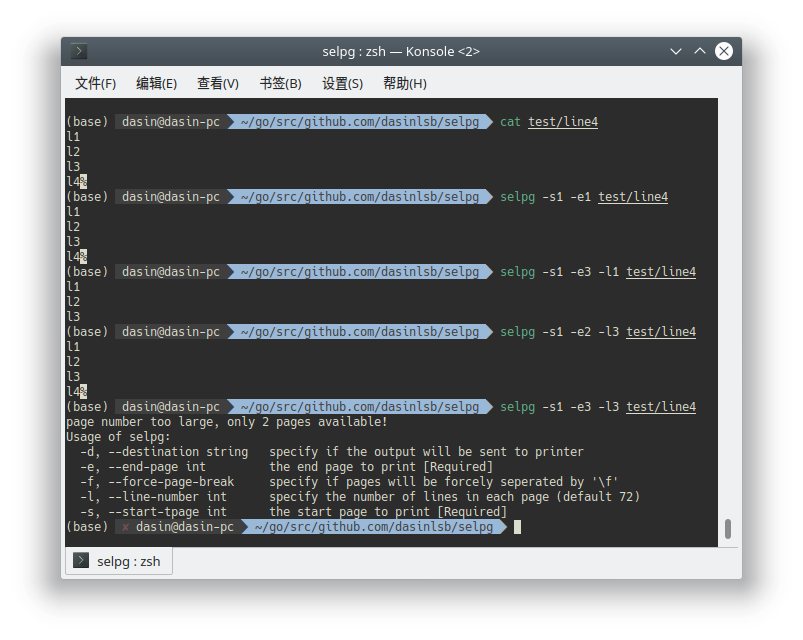 selpg : zsh — Konsole <2>
文件(F) 编辑(E) 查看(V) 书签(B) 设置(S) 帮助(H)
(base) dasin@dasin-pc ~/go/src/github.com/dasinlsb/selpg cat test/line4
l1
l2
l3
l4%
(base) dasin@dasin-pc ~/go/src/github.com/dasinlsb/selpg selpg -s1 -e1 test/line4
l1
l2
l3
l4%
(base) dasin@dasin-pc ~/go/src/github.com/dasinlsb/selpg selpg -s1 -e3 -l1 test/line4
l1
l2
l3
(base) dasin@dasin-pc ~/go/src/github.com/dasinlsb/selpg selpg -s1 -e2 -l3 test/line4
l1
l2
l3
l4%
(base) dasin@dasin-pc ~/go/src/github.com/dasinlsb/selpg selpg -s1 -e3 -l3 test/line4
page number too large, only 2 pages available!
Usage of selpg:
-d, --destination string specify if the output will be sent to printer
-e, --end-page int the end page to print [Required]
-f, --force-page-break specify if pages will be forcely seperated by '\f'
-l, --line-number int specify the number of lines in each page (default 72)
-s, --start-tpage int the start page to print [Required]
(base) ✘ dasin@dasin-pc ~/go/src/github.com/dasinlsb/selpg
selpg : zsh